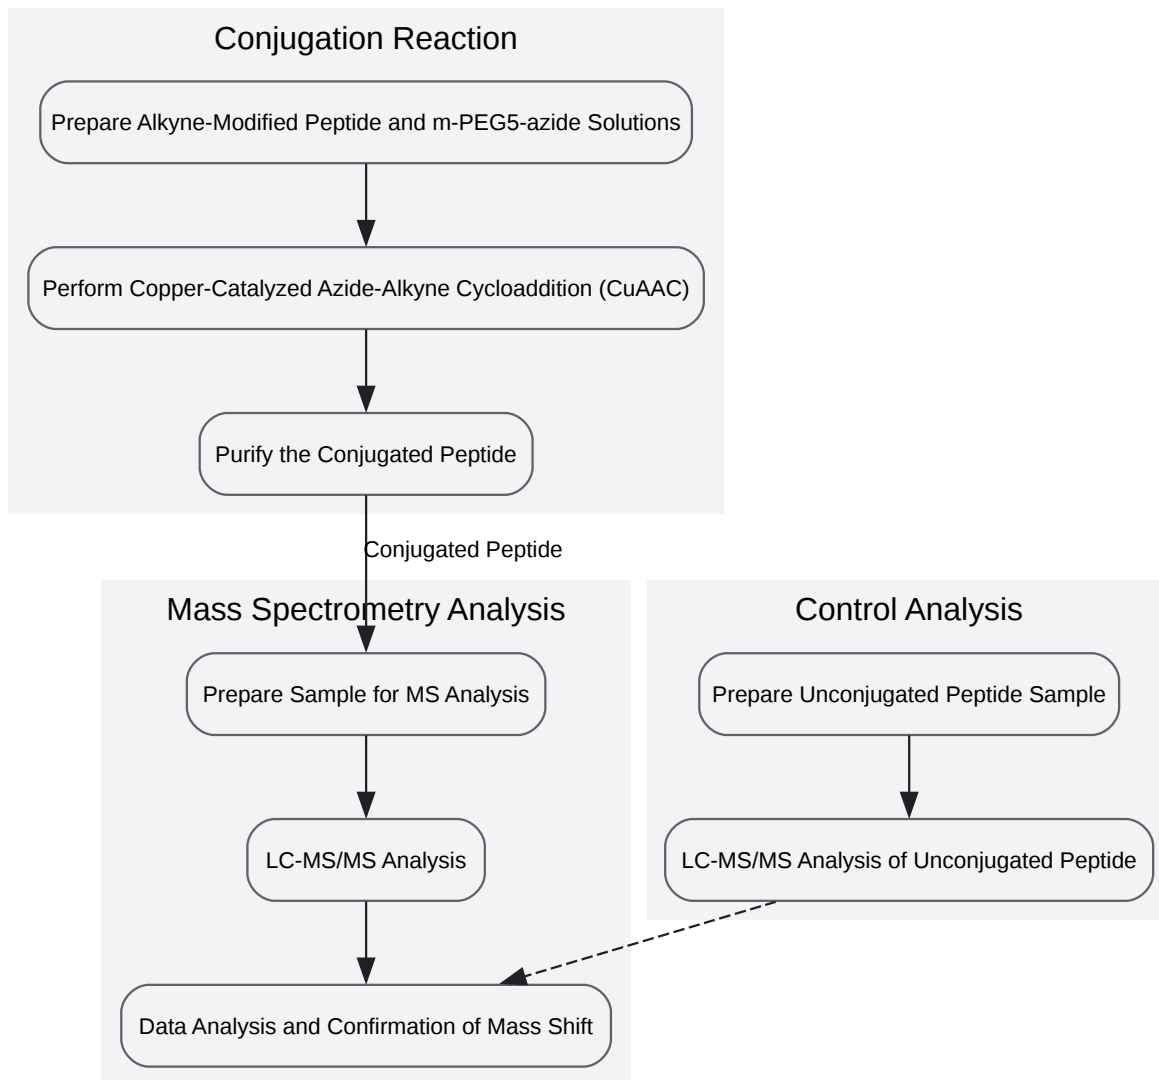 Conjugation Reaction
Prepare Alkyne-Modified Peptide and m-PEG5-azide Solutions
Perform Copper-Catalyzed Azide-Alkyne Cycloaddition (CuAAC)
Purify the Conjugated Peptide
Conjugated Peptide
Mass Spectrometry Analysis
Prepare Sample for MS Analysis
LC-MS/MS Analysis
Data Analysis and Confirmation of Mass Shift
Control Analysis
Prepare Unconjugated Peptide Sample
LC-MS/MS Analysis of Unconjugated Peptide